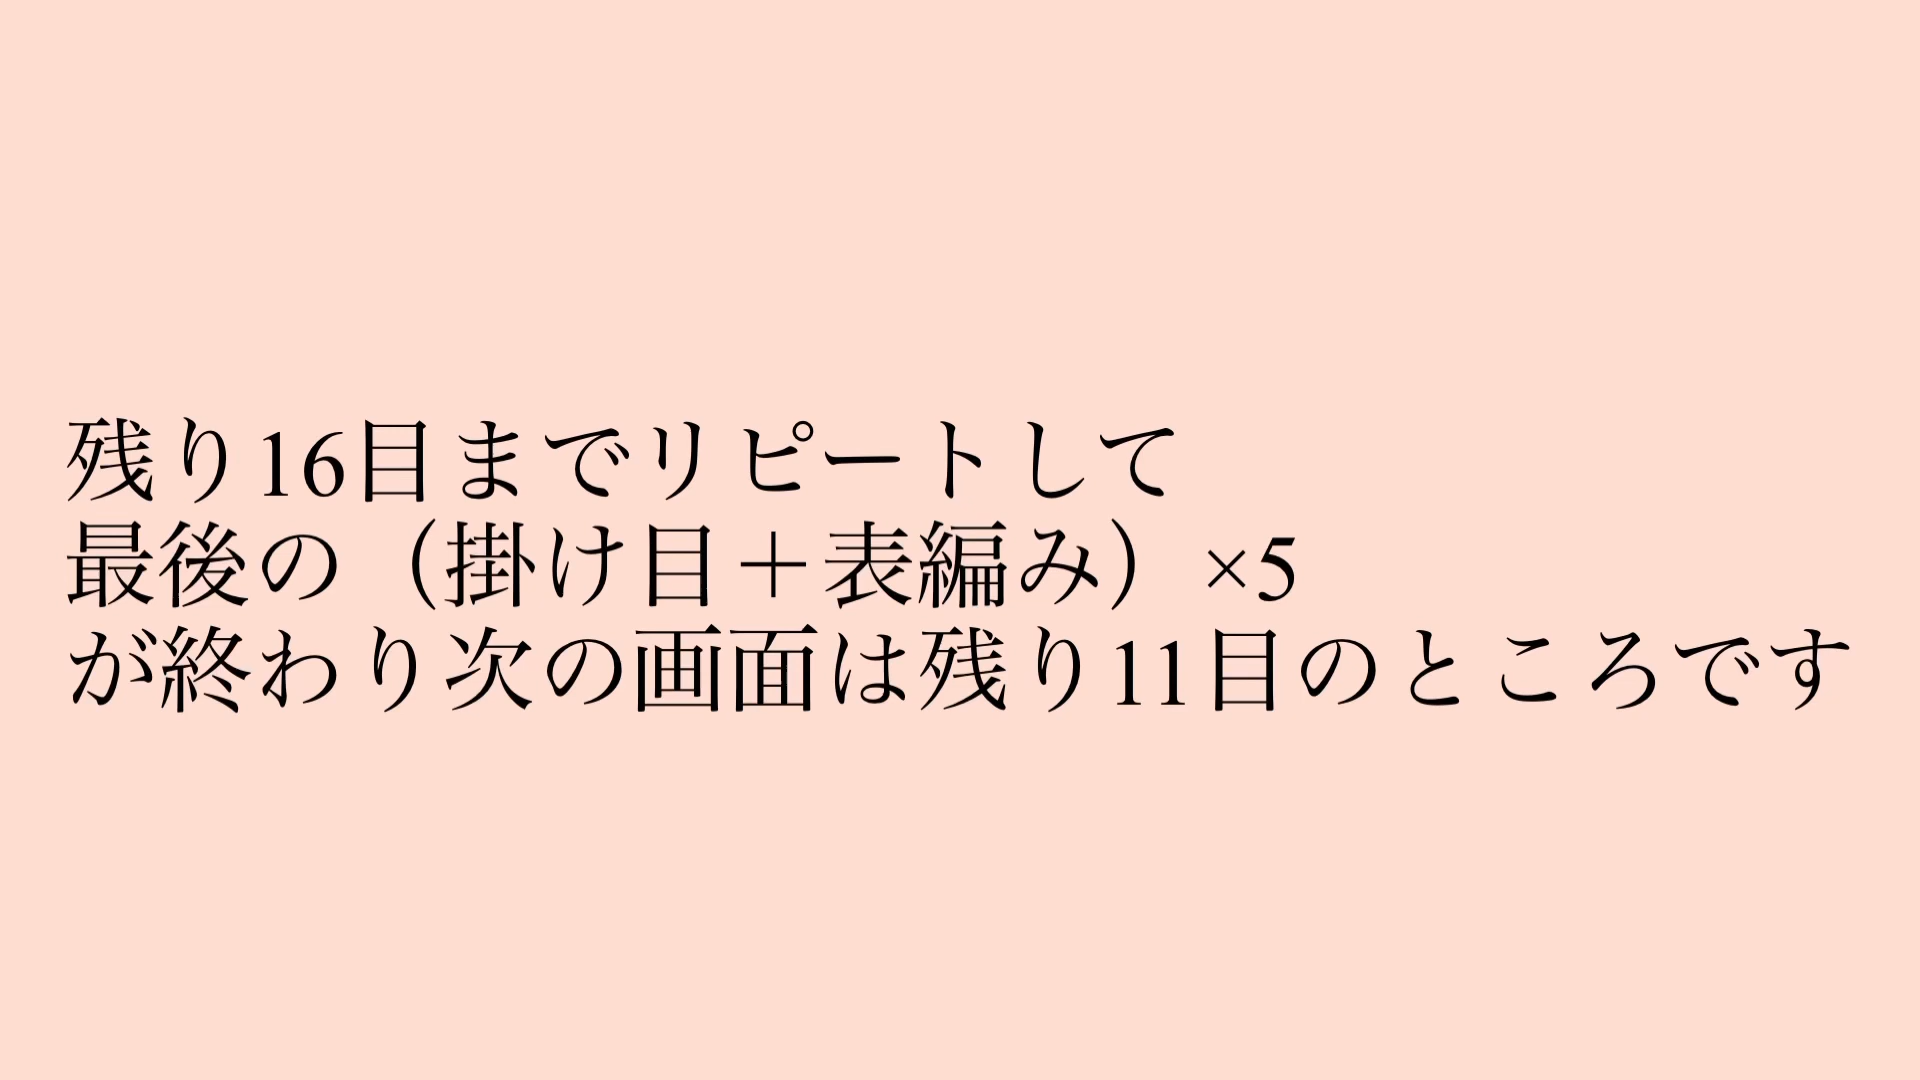 残り16目までリピートして
最後の（掛け目＋表編み）×5
が終わり次の画面は残り11目のところです